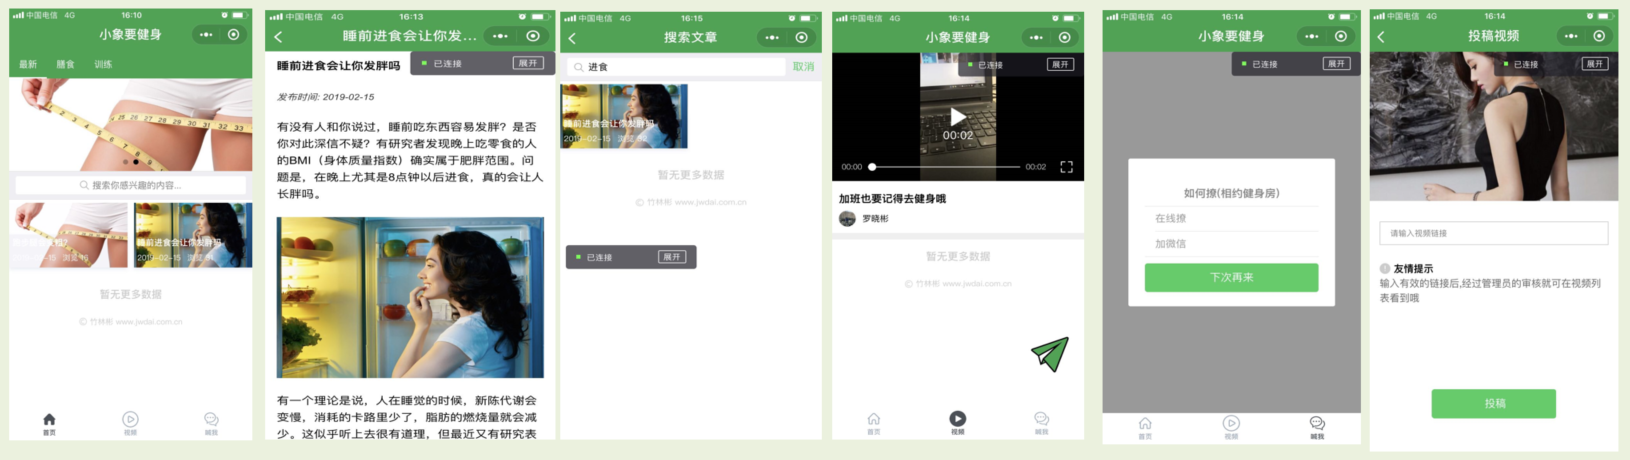 中国电信 4G 16:10
小象要健身
最新 膳食 训练
搜索你感兴趣的内容...
睡前进食会让你发胖吗
2019-02-15
暂无更多数据
© 竹林彬 www.jwdai.com.cn
首页 视频 喊我
中国电信 4G 16:13
睡前进食会让你发...
已连接 展开
睡前进食会让你发胖吗
发布时间: 2019-02-15
有没有人和你说过，睡前吃东西容易发胖？是否
你对此深信不疑？有研究者发现晚上吃零食的人
的BMI（身体质量指数）确实属于肥胖范围。问
题是，在晚上尤其是8点钟以后进食，真的会让人
长胖吗。
有一个理论是说，人在睡觉的时候，新陈代谢会
变慢，消耗的卡路里少了，脂肪的燃烧量就会减
少。这似乎听上去很有道理，但最近又有研究表
中国电信 4G 16:15
搜索文章
进食 取消
睡前进食会让你发胖吗
2019-02-15
暂无更多数据
© 竹林彬 www.jwdai.com.cn
已连接 展开
中国电信 4G 16:14
小象要健身
已连接 展开
00:02
00:00 00:02
加班也要记得去健身哦
罗晓彬
暂无更多数据
© 竹林彬 www.jwdai.com.cn
首页 视频 喊我
中国电信 4G 16:14
小象要健身
已连接 展开
如何撩(相约健身房)
在线撩
加微信
下次再来
首页 视频 喊我
中国电信 4G 16:14
投稿视频
已连接 展开
请输入视频链接
友情提示
输入有效的链接后,经过管理员的审核就可在视频列
表看到哦
投稿